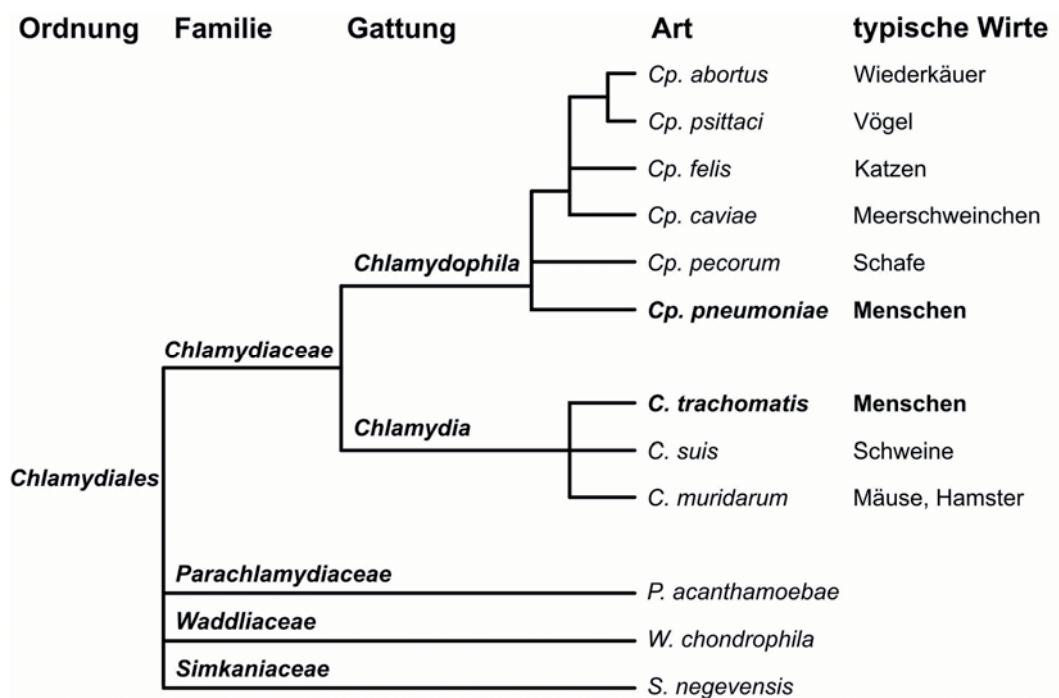 Ordnung Familie Gattung Art typische Wirte
Cp. abortus Wiederkäuer
Cp. psittaci Vögel
Cp. felis Katzen
Cp. caviae Meerschweinchen
Chlamydophila Cp. pecorum Schafe
Cp. pneumoniae Menschen
Chlamydiaceae
C. trachomatis Menschen
Chlamydia C. suis Schweine
Chlamydiales C. muridarum Mäuse, Hamster
Parachlamydiaceae P. acanthamoebae
Waddliaceae W. chondrophila
Simkaniaceae S. negevensis